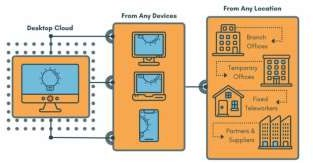 Desktop Cloud
From Any Devices
From Any Location
Branch
Offices
Temporary
Offices
Fixed
Teleworkers
Partners &
Suppliers